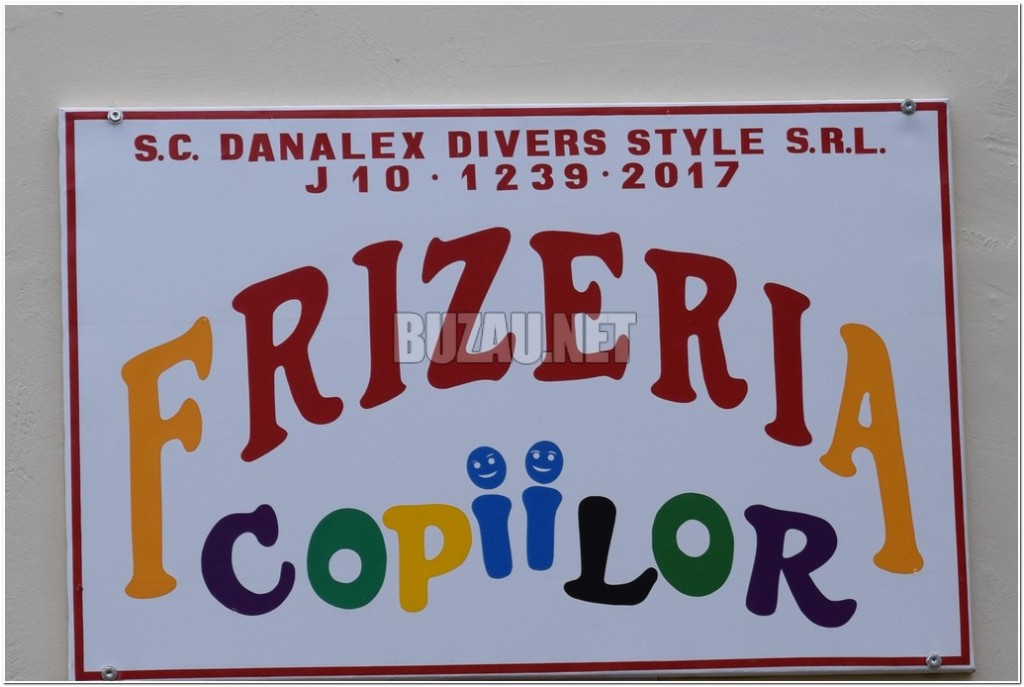 S.C. DANALEX DIVERS STYLE S.R.L.
J10·1239·2017
FRIZERIA
BUZAU.NET
COPiiLOR